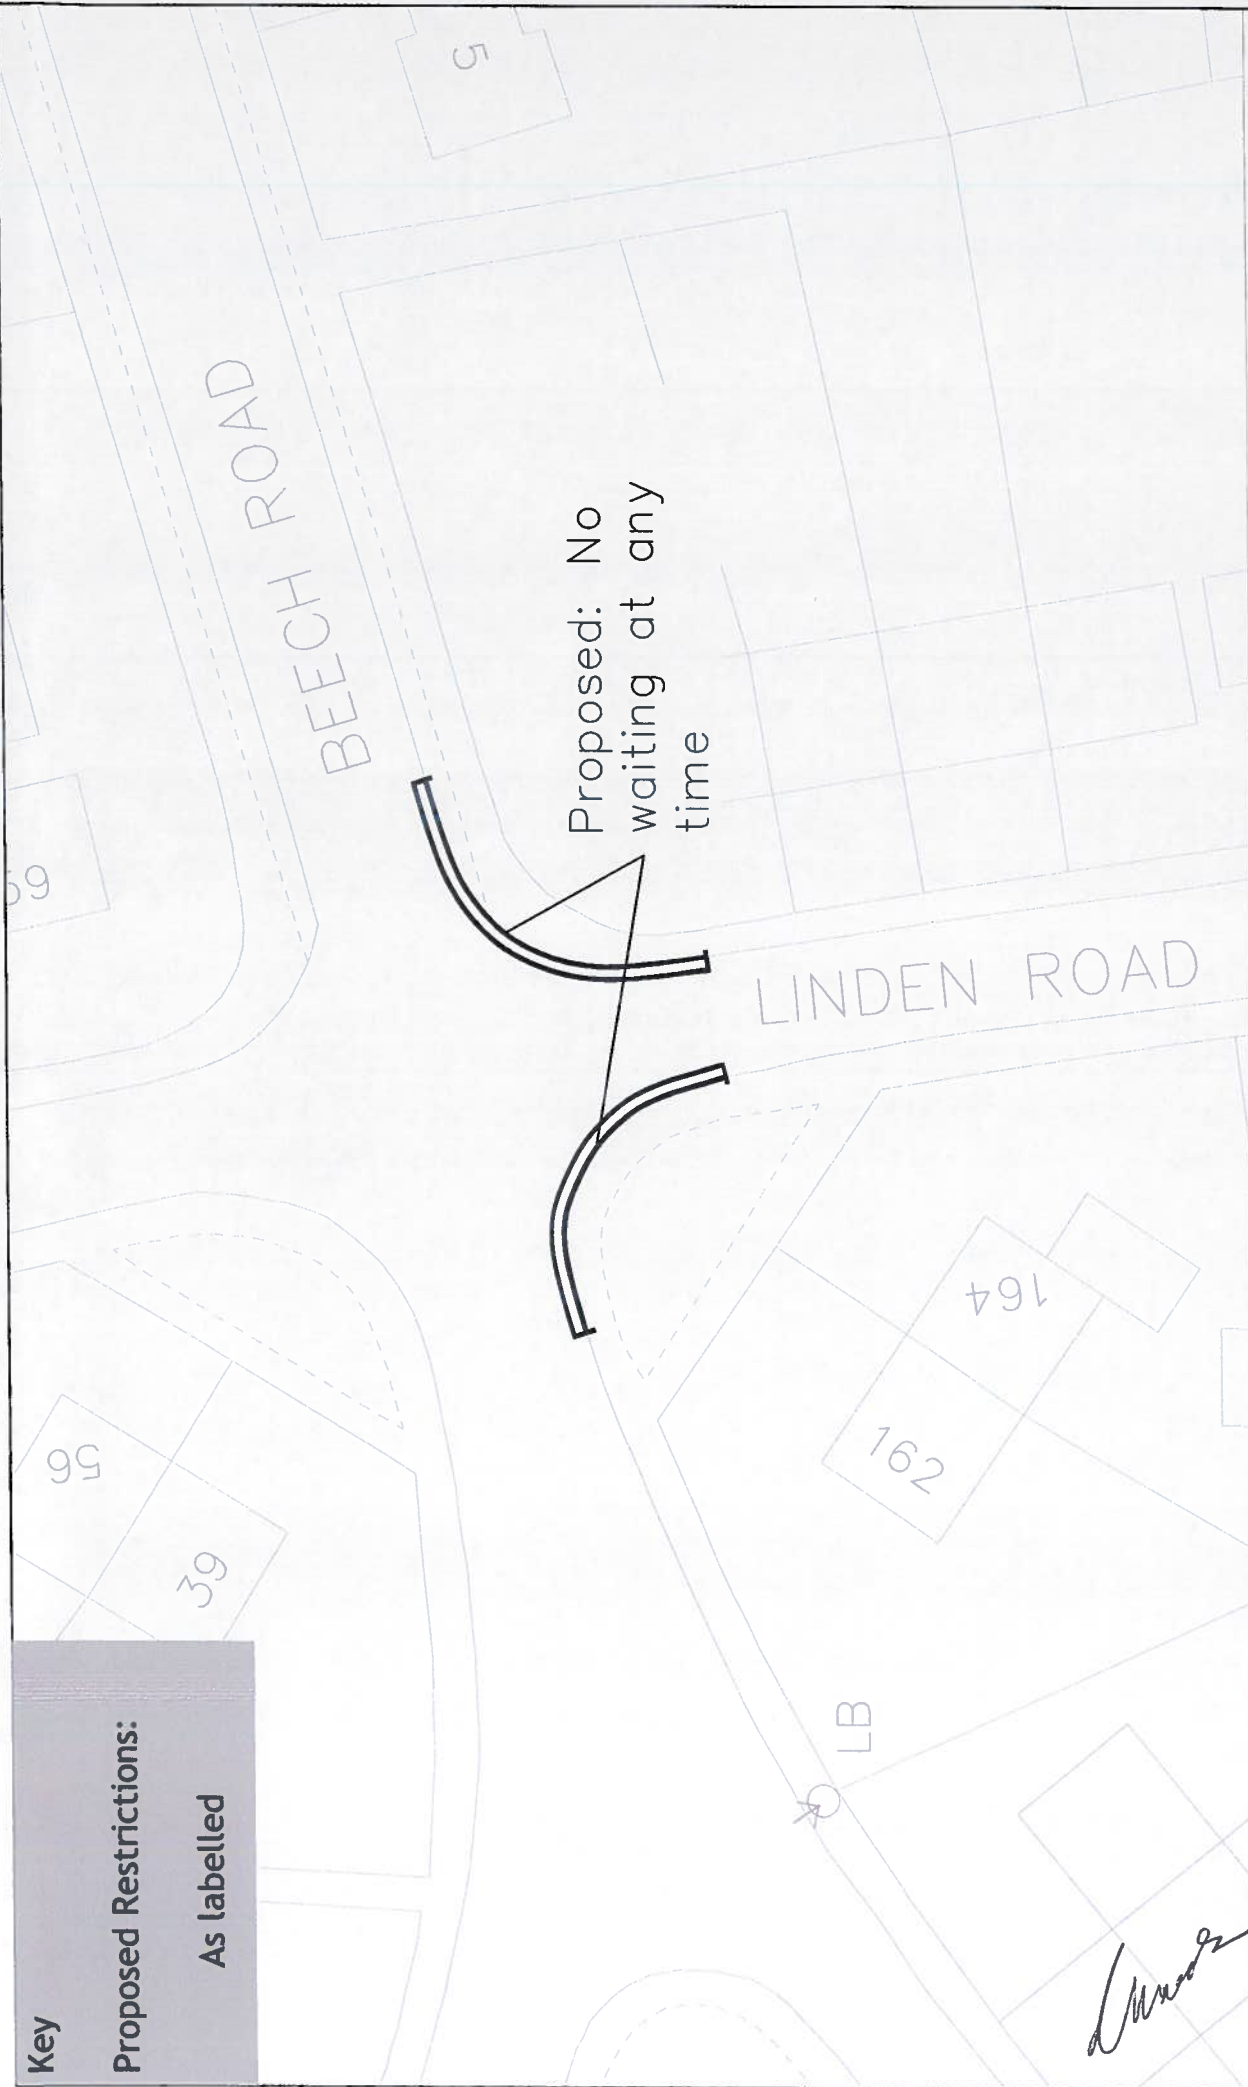 Key
Proposed Restrictions:
As labelled
56
39
69
5
BEECH ROAD
Proposed: No
waiting at any
time
LINDEN ROAD
164
162
LB